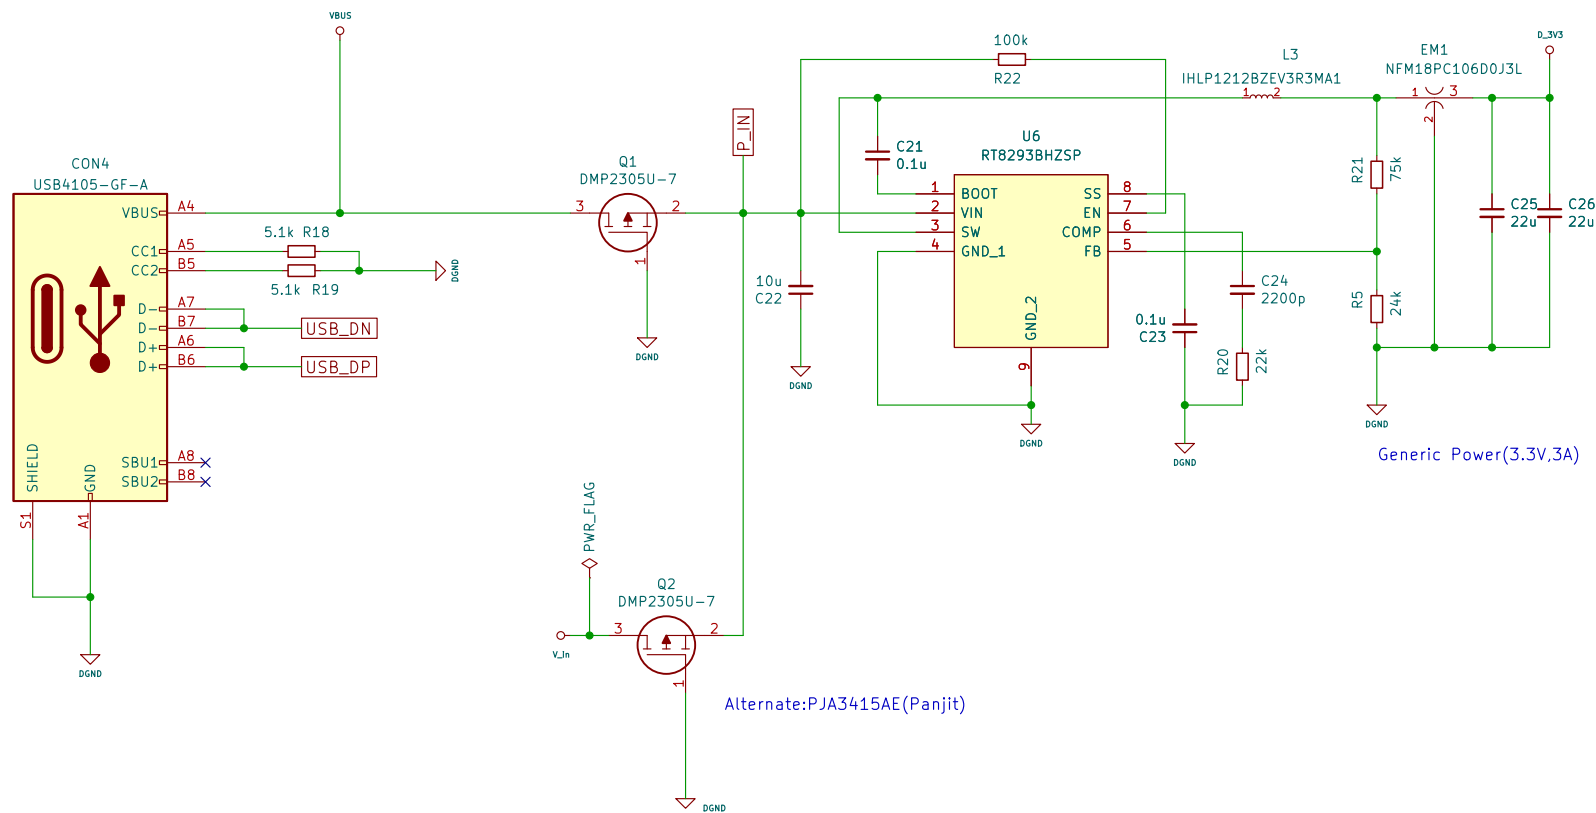 VBUS
CON4
USB4105-GF-A
VBUS
A4
CC1
A5
CC2
B5
D-
A7
D-
B7
D+
A6
D+
B6
SBU1
A8
SBU2
B8
SHIELD
GND
S1
A1
DGND
5.1k R18
5.1k R19
DGND
USB_DN
USB_DP
Q1
DMP2305U-7
3
2
1
DGND
P_IN
10u
C22
DGND
100k
R22
C21
0.1u
U6
RT8293BHZSP
1
BOOT
2
VIN
3
SW
4
GND_1
SS
8
EN
7
COMP
6
FB
5
GND_2
9
DGND
0.1u
C23
DGND
C24
2200p
R20
22k
L3
IHLP1212BZEV3R3MA1
1
2
EM1
NFM18PC106D0J3L
1
3
2
D_3V3
R21
75k
R5
24k
C25
22u
C26
22u
DGND
Generic Power(3.3V,3A)
PWR_FLAG
V_in
Q2
DMP2305U-7
3
2
1
DGND
Alternate:PJA3415AE(Panjit)